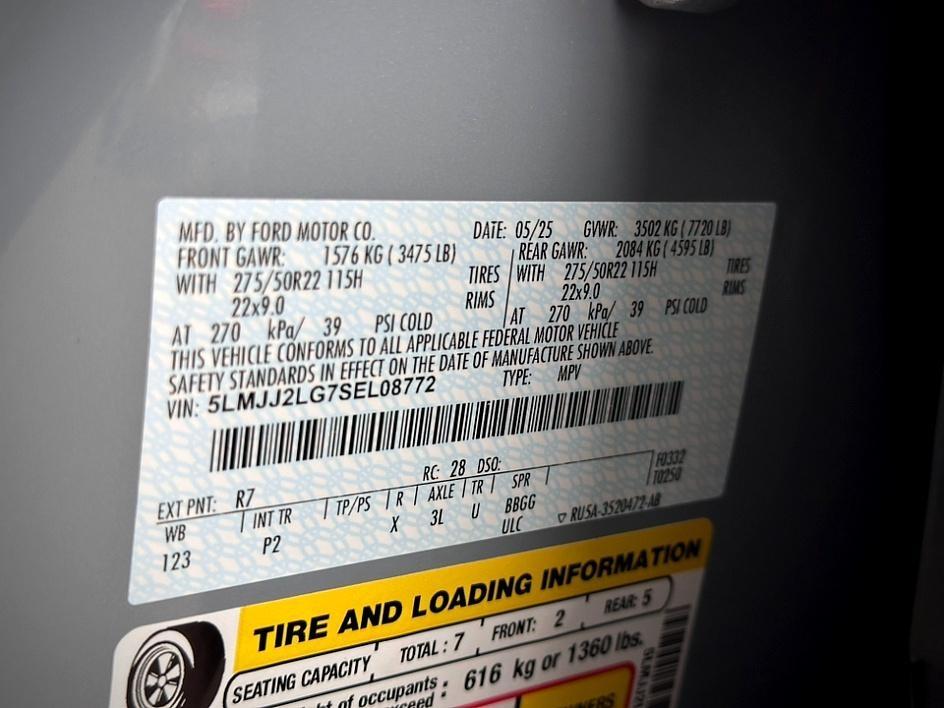 MFD. BY FORD MOTOR CO. DATE: 05/25 GVWR: 3502 KG ( 7720 LB)
FRONT GAWR: 1576 KG ( 3475 LB) REAR GAWR: 2084 KG ( 4595 LB)
WITH 275/50R22 115H TIRES WITH 275/50R22 115H TIRES
22x9.0 RIMS 22x9.0 RIMS
AT 270 kPa/ 39 PSI COLD AT 270 kPa/ 39 PSI COLD
THIS VEHICLE CONFORMS TO ALL APPLICABLE FEDERAL MOTOR VEHICLE
SAFETY STANDARDS IN EFFECT ON THE DATE OF MANUFACTURE SHOWN ABOVE.
VIN: 5LMJJ2LG7SEL08772 TYPE: MPV
EXT PNT: R7 RC: 28 DSO: F0332
WB INT TR TP/PS R AXLE TR SPR T0250
123 P2 X 3L U BBGG
ULC ▽ RU5A-3520472-AB
TIRE AND LOADING INFORMATION
SEATING CAPACITY TOTAL : 7 FRONT: 2 REAR: 5
of occupants : 616 kg or 1360 lbs.